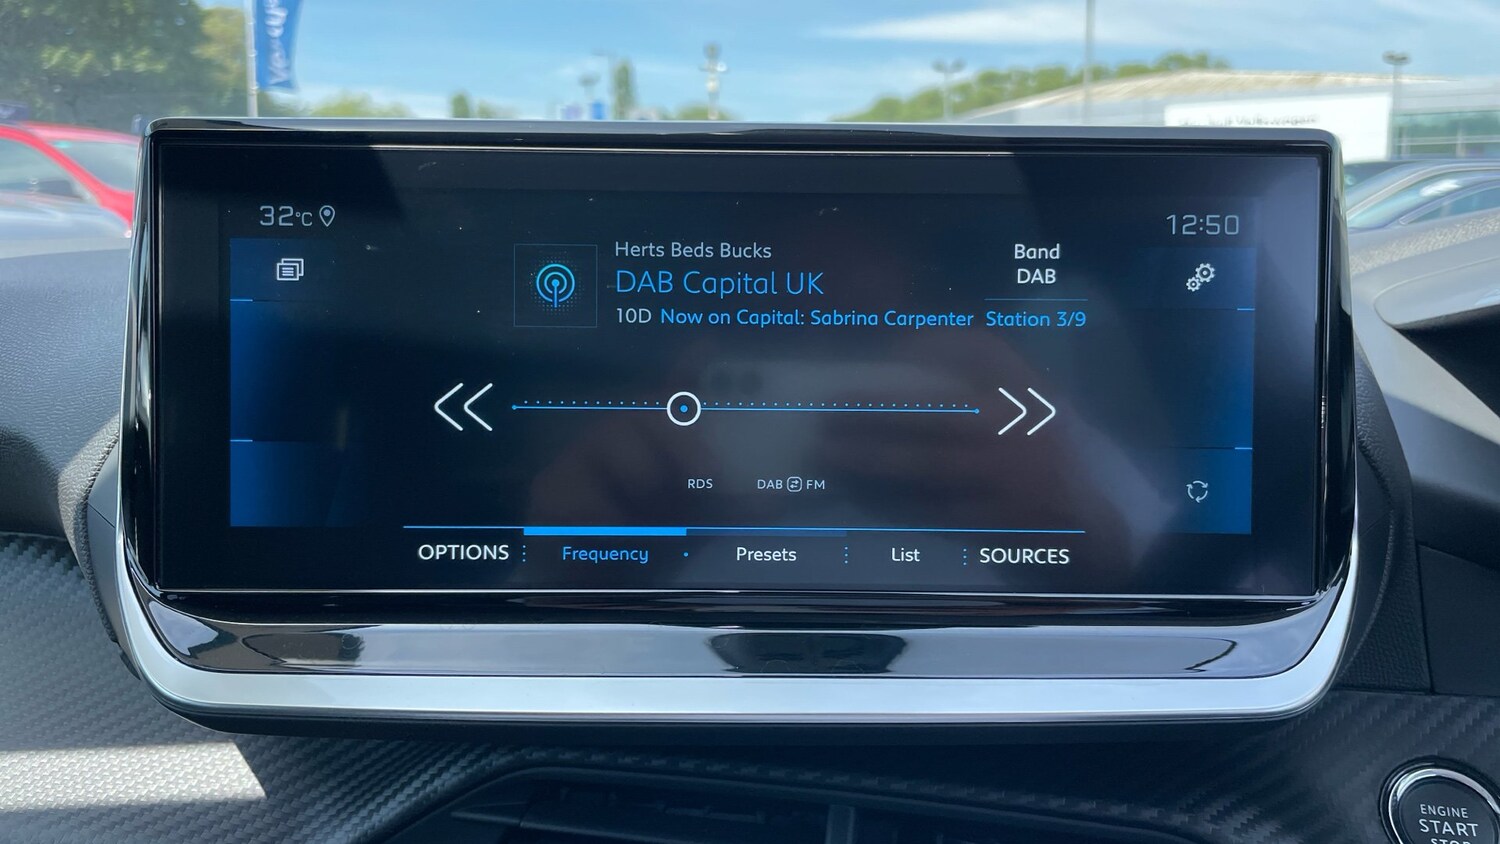 32°C
12:50
Herts Beds Bucks
DAB Capital UK
10D Now on Capital: Sabrina Carpenter
Band
DAB
Station 3/9
RDS
DAB FM
OPTIONS
Frequency
Presets
List
SOURCES
ENGINE
START
STOP